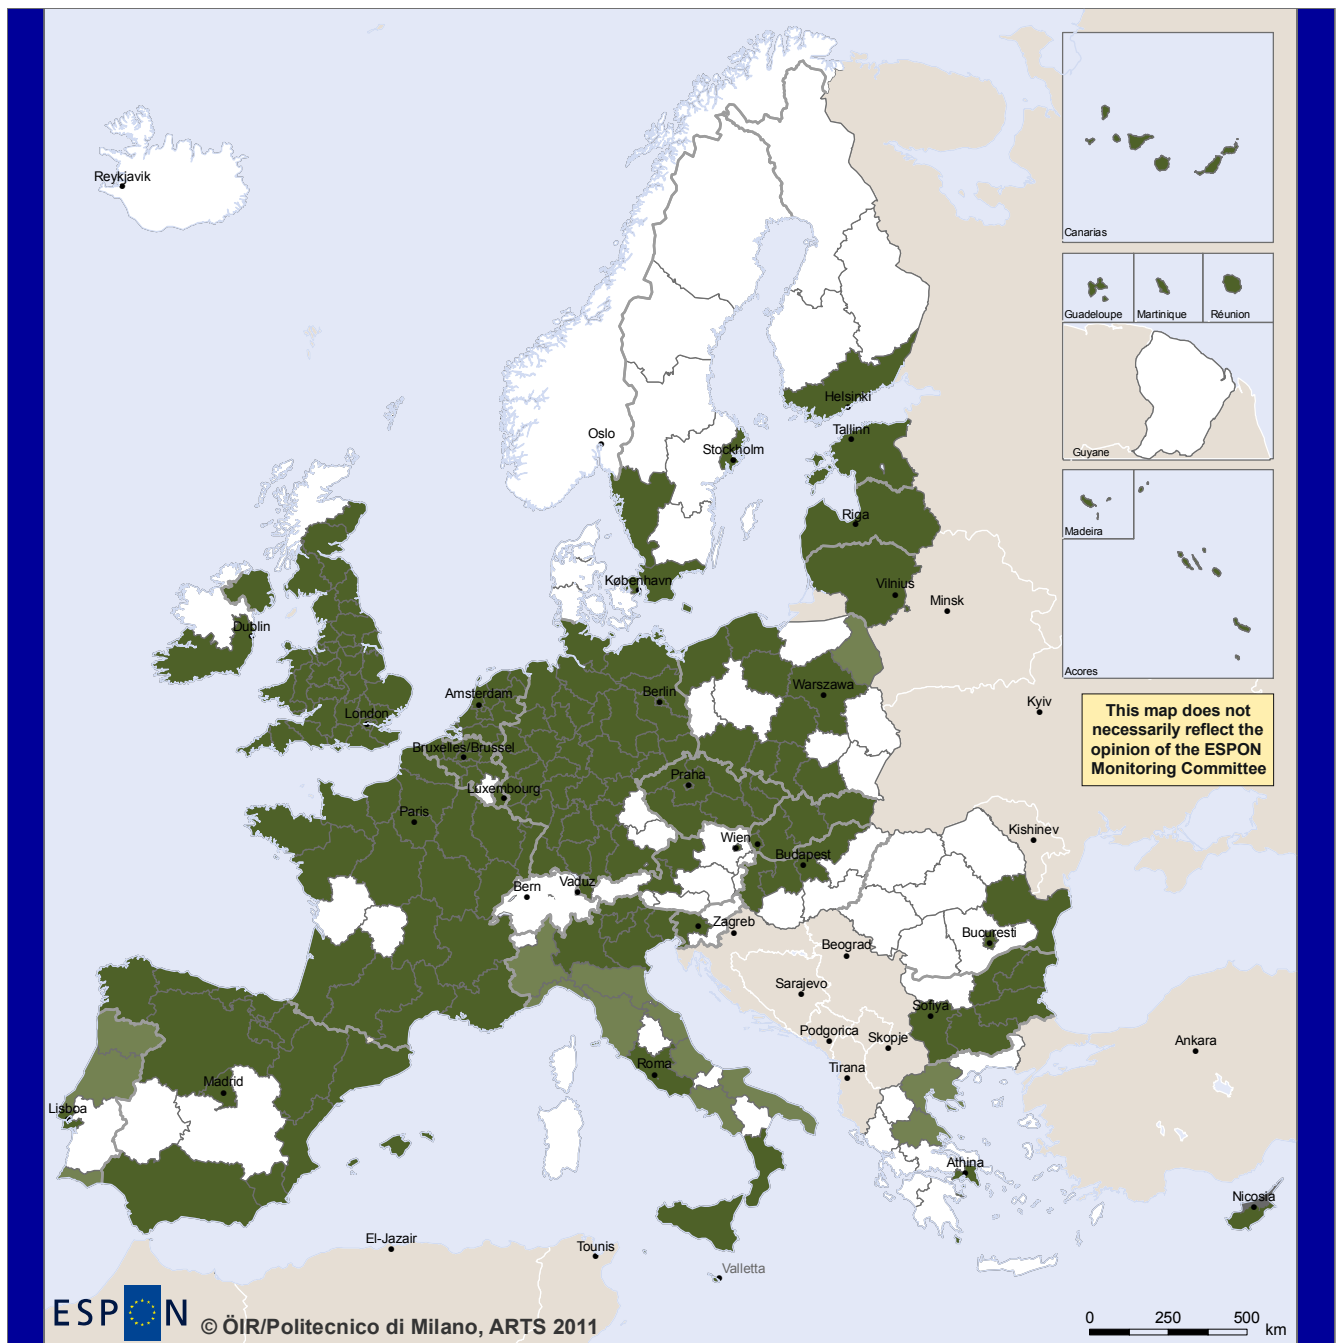 Reykjavik
Canarias
Guadeloupe
Martinique
Réunion
Guyane
Helsinki
Oslo
Tallinn
Stockholm
Madeira
Riga
København
Vilnius
Minsk
Dublin
Acores
Amsterdam
Berlin
Warszawa
London
Kyiv
This map does not
necessarily reflect the
opinion of the ESPON
Monitoring Committee
Bruxelles/Brussel
Praha
Luxembourg
Paris
Kishinev
Wien
Budapest
Bern
Vaduz
Zagreb
Bucuresti
Beograd
Sarajevo
Sofiya
Podgorica
Skopje
Ankara
Tirana
Roma
Madrid
Lisboa
Athina
Nicosia
El-Jazair
Tounis
Valletta
ESPON
© ÖIR/Politecnico di Milano, ARTS 2011
0 250 500
km